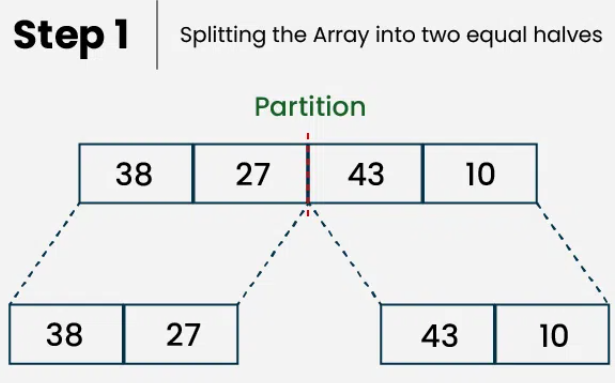 Step 1
Splitting the Array into two equal halves
Partition
38 27 43 10
38 27 43 10